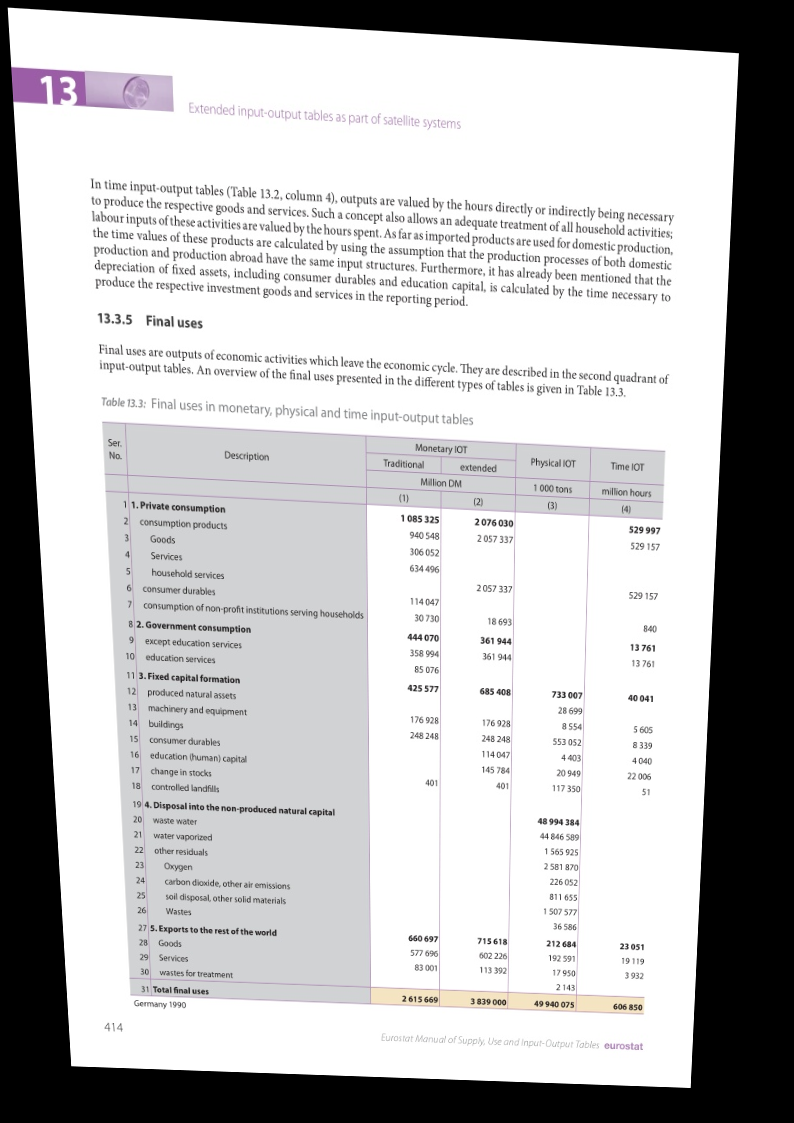 13
Extended input-output tables as part of satellite systems
In time input-output tables (Table 13.2, column 4), outputs are valued by the hours directly or indirectly being necessary
to produce the respective goods and services. Such a concept also allows an adequate treatment of all household activities;
labour inputs of these activities are valued by the hours spent. As far as imported products are used for domestic production,
the time values of these products are calculated by using the assumption that the production processes of both domestic
production and production abroad have the same input structures. Furthermore, it has already been mentioned that the
depreciation of fixed assets, including consumer durables and education capital, is calculated by the time necessary to
produce the respective investment goods and services in the reporting period.
13.3.5 Final uses
Final uses are outputs of economic activities which leave the economic cycle. They are described in the second quadrant of
input-output tables. An overview of the final uses presented in the different types of tables is given in Table 13.3.
Table 13.3: Final uses in monetary, physical and time input-output tables
Ser. No. Description Monetary IOT Physical IOT Time IOT
Traditional extended
Million DM 1 000 tons million hours
(1) (2) (3) (4)
1 1. Private consumption 1 085 325 2 076 030 529 997
2 consumption products 940 548 2 057 337 529 157
3 Goods 306 052
4 Services 634 496
5 household services 2 057 337 529 157
6 consumer durables 114 047
7 consumption of non-profit institutions serving households 30 730 18 693 840
8 2. Government consumption 444 070 361 944 13 761
9 except education services 358 994 361 944 13 761
10 education services 85 076
11 3. Fixed capital formation 425 577 685 408 733 007 40 041
12 produced natural assets 28 699
13 machinery and equipment 176 928 176 928 8 554 5 605
14 buildings 248 248 248 248 553 052 8 339
15 consumer durables 114 047 4 403 4 040
16 education (human) capital 145 784 20 949 22 006
17 change in stocks 401 401 117 350 51
18 controlled landfills
19 4. Disposal into the non-produced natural capital 48 994 384
20 waste water 44 846 589
21 water vaporized 1 565 925
22 other residuals 2 581 870
23 Oxygen 226 052
24 carbon dioxide, other air emissions 811 655
25 soil disposal, other solid materials 1 507 577
26 Wastes 36 586
27 5. Exports to the rest of the world 660 697 715 618 212 684 23 051
28 Goods 577 696 602 226 192 591 19 119
29 Services 83 001 113 392 17 950 3 932
30 wastes for treatment 2 143
31 Total final uses 2 615 669 3 839 000 49 940 075 606 850
Germany 1990
414
Eurostat Manual of Supply, Use and Input-Output Tables eurostat